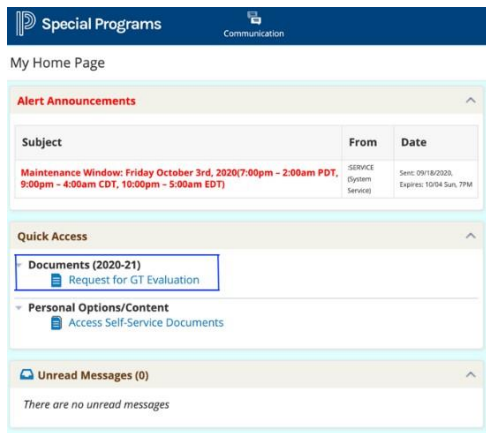 Special Programs
Communication
My Home Page
Alert Announcements
Subject From Date
Maintenance Window: Friday October 3rd, 2020(7:00pm – 2:00am PDT,
9:00pm – 4:00am CDT, 10:00pm – 5:00am EDT)
:SERVICE
(System
Service)
Sent: 09/18/2020,
Expires: 10/04 Sun, 7PM
Quick Access
Documents (2020-21)
Request for GT Evaluation
Personal Options/Content
Access Self-Service Documents
Unread Messages (0)
There are no unread messages